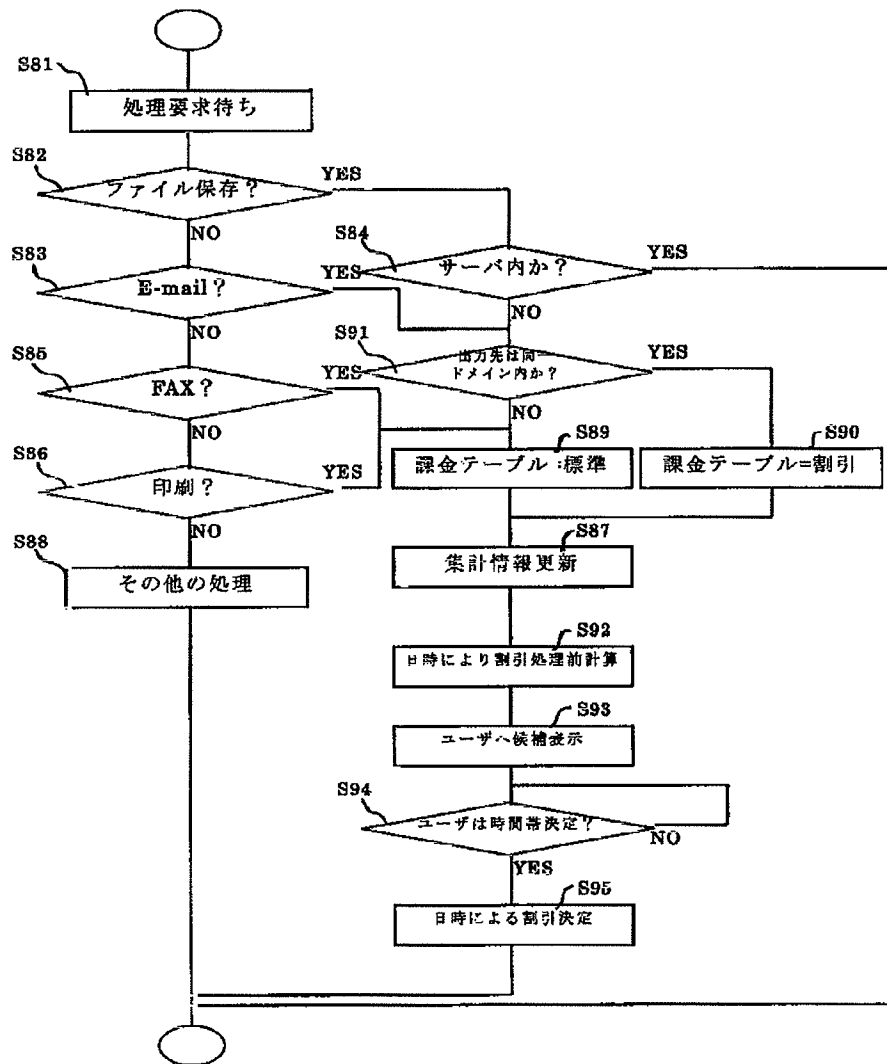 S81
処理要求待ち
S82
ファイル保存？
YES
NO
S83
E-mail？
YES
NO
S84
サーバ内か？
YES
NO
S85
FAX？
YES
NO
S91
出力先は同一
ドメイン内か？
YES
NO
S86
印刷？
YES
NO
S89
課金テーブル=標準
S90
課金テーブル=割引
S88
その他の処理
S87
集計情報更新
S92
日時により割引処理前計算
S93
ユーザへ候補表示
S94
ユーザは時間帯決定？
NO
YES
S95
日時による割引決定